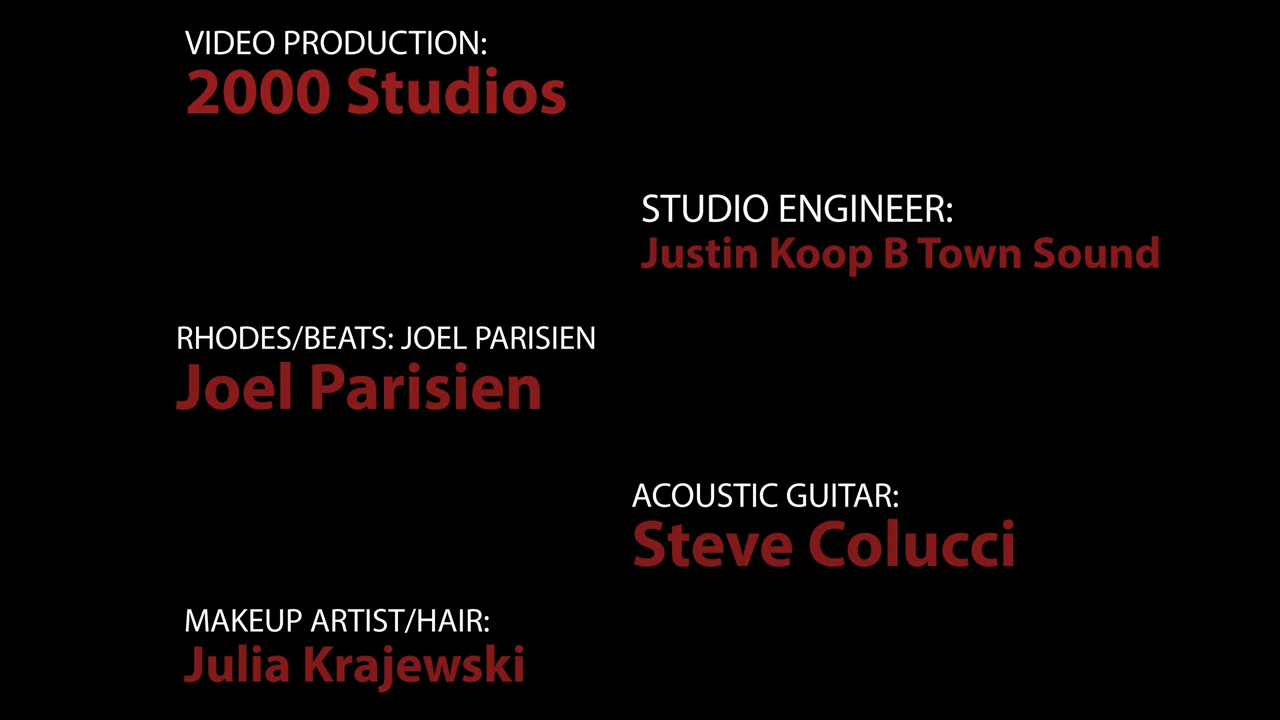 VIDEO PRODUCTION:
2000 Studios
STUDIO ENGINEER:
Justin Koop B Town Sound
RHODES/BEATS: JOEL PARISIEN
Joel Parisien
ACOUSTIC GUITAR:
Steve Colucci
MAKEUP ARTIST/HAIR:
Julia Krajewski